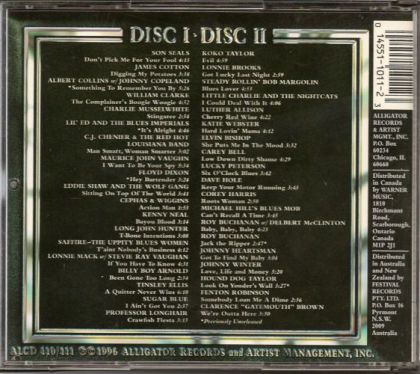 DISC I · DISC II
SON SEALS
Don't Pick Me For Your Fool 4:15
JAMES COTTON
Digging My Potatoes 3:38
ALBERT COLLINS w/ JOHNNY COPELAND
*Something To Remember You By 5:26
WILLIAM CLARKE
The Complainer's Boogie Woogie 4:32
CHARLIE MUSSELWHITE
Stingaree 2:34
LIL' ED AND THE BLUES IMPERIALS
*It's Alright 4:46
C.J. CHENIER & THE RED HOT
LOUISIANA BAND
Man Smart, Woman Smarter 3:02
MAURICE JOHN VAUGHN
I Want To Be Your Spy 5:34
FLOYD DIXON
*Hey Bartender 3:28
EDDIE SHAW AND THE WOLF GANG
Sitting On Top Of The World 3:41
CEPHAS & WIGGINS
Action Man 3:55
KENNY NEAL
Bayou Blood 3:24
LONG JOHN HUNTER
T-Bone Intentions 3:00
SAFFIRE-THE UPPITY BLUES WOMEN
T'aint Nobody's Business 4:42
LONNIE MACK w/ STEVIE RAY VAUGHAN
If You Have To Know 4:31
BILLY BOY ARNOLD
*Been Gone Too Long 2:54
TINSLEY ELLIS
A Quitter Never Wins 6:18
SUGAR BLUE
I Ain't Got You 2:37
PROFESSOR LONGHAIR
Crawfish Fiesta 3:13
KOKO TAYLOR
Evil 4:59
LONNIE BROOKS
Got Lucky Last Night 2:59
STEADY ROLLIN' BOB MARGOLIN
Blues Lover 4:53
LITTLE CHARLIE AND THE NIGHTCATS
I Could Deal With It 4:06
LUTHER ALLISON
Cherry Red Wine 4:22
KATIE WEBSTER
Hard Lovin' Mama 4:12
ELVIN BISHOP
She Puts Me In The Mood 3:32
CAREY BELL
Low Down Dirty Shame 4:29
LUCKY PETERSON
Six O'Clock Blues 3:42
DAVE HOLE
Keep Your Motor Running 3:43
COREY HARRIS
Roots Woman 2:39
MICHAEL HILL'S BLUES MOB
Can't Recall A Time 3:45
ROY BUCHANAN w/ DELBERT McCLINTON
Baby, Baby, Baby 4:23
ROY BUCHANAN
Jack the Ripper 2:47*
JOHNNY HEARTSMAN
Got To Find My Baby 3:04
JOHNNY WINTER
Love, Life and Money 3:20
HOUND DOG TAYLOR
Look On Yonder's Wall 3:27*
FENTON ROBINSON
Somebody Loan Me A Dime 2:36
CLARENCE "GATEMOUTH" BROWN
We're Outta Here 3:30
*Previously Unreleased
0 14551-1011-2 3
ALLIGATOR
RECORDS
& ARTIST
MGMT., INC.
P.O. Box
60234
Chicago, IL
60660
Distributed
in Canada
by WARNER
MUSIC,
1810
Birchmount
Road,
Scarborough,
Ontario
Canada
M1P 2J1
Distributed
in Australia
and New
Zealand by
FESTIVAL
RECORDS
PTY. LTD.
P.O. Box 16
Pyrmont
N.S.W.
2009
Australia
ALCD 110/111 ℗©1996 ALLIGATOR RECORDS AND ARTIST MANAGEMENT, INC.